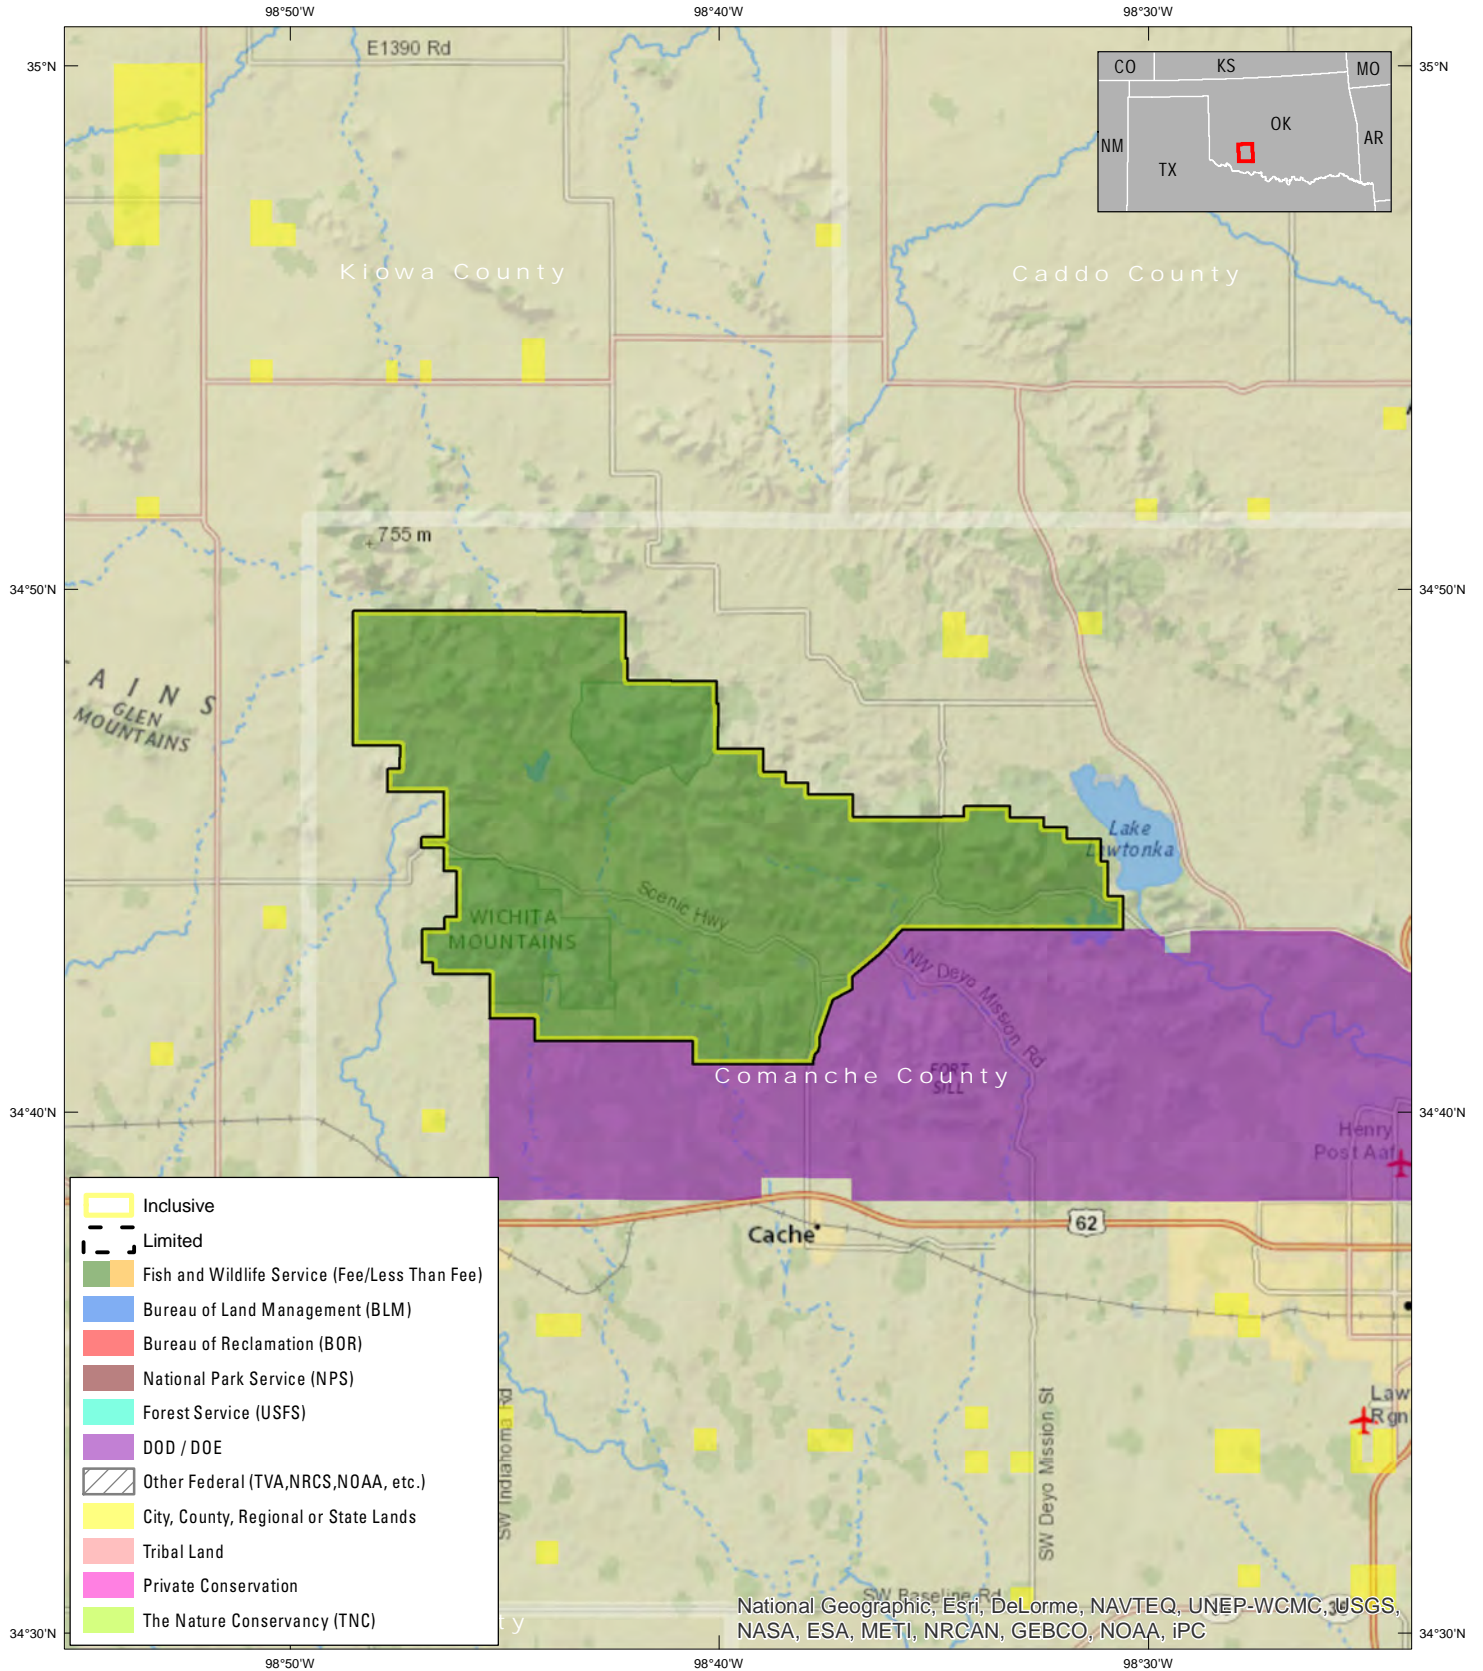 98°50'W
98°40'W
98°30'W
35°N
35°N
E1390 Rd
CO
KS
MO
OK
NM
AR
TX
Kiowa County
Caddo County
755 m
34°50'N
34°50'N
AINS
GLEN
MOUNTAINS
Lake
Lawtonka
Scenic Hwy
WICHITA
MOUNTAINS
NW Deyo Mission Rd
FORT
SILL
Comanche County
34°40'N
34°40'N
Henry
Post Aaf
Inclusive
Limited
Fish and Wildlife Service (Fee/Less Than Fee)
Bureau of Land Management (BLM)
Bureau of Reclamation (BOR)
National Park Service (NPS)
Forest Service (USFS)
DOD / DOE
Other Federal (TVA,NRCS,NOAA, etc.)
City, County, Regional or State Lands
Tribal Land
Private Conservation
The Nature Conservancy (TNC)
62
Cache
Law
Rgn
SW Indiahoma Rd
SW Deyo Mission St
SW Baseline Rd
ty
National Geographic, Esri, DeLorme, NAVTEQ, UNEP-WCMC, USGS,
NASA, ESA, METI, NRCAN, GEBCO, NOAA, iPC
34°30'N
34°30'N
98°50'W
98°40'W
98°30'W